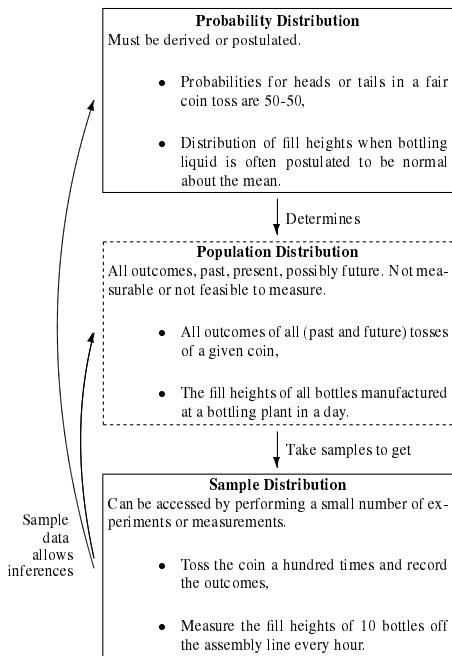 Probability Distribution
Must be derived or postulated.
• Probabilities for heads or tails in a fair
coin toss are 50-50,
• Distribution of fill heights when bottling
liquid is often postulated to be normal
about the mean.
Determines
Population Distribution
All outcomes, past, present, possibly future. Not mea-
surable or not feasible to measure.
• All outcomes of all (past and future) tosses
of a given coin,
• The fill heights of all bottles manufactured
at a bottling plant in a day.
Take samples to get
Sample Distribution
Can be accessed by performing a small number of ex-
periments or measurements.
• Toss the coin a hundred times and record
the outcomes,
• Measure the fill heights of 10 bottles off
the assembly line every hour.
Sample
data
allows
inferences